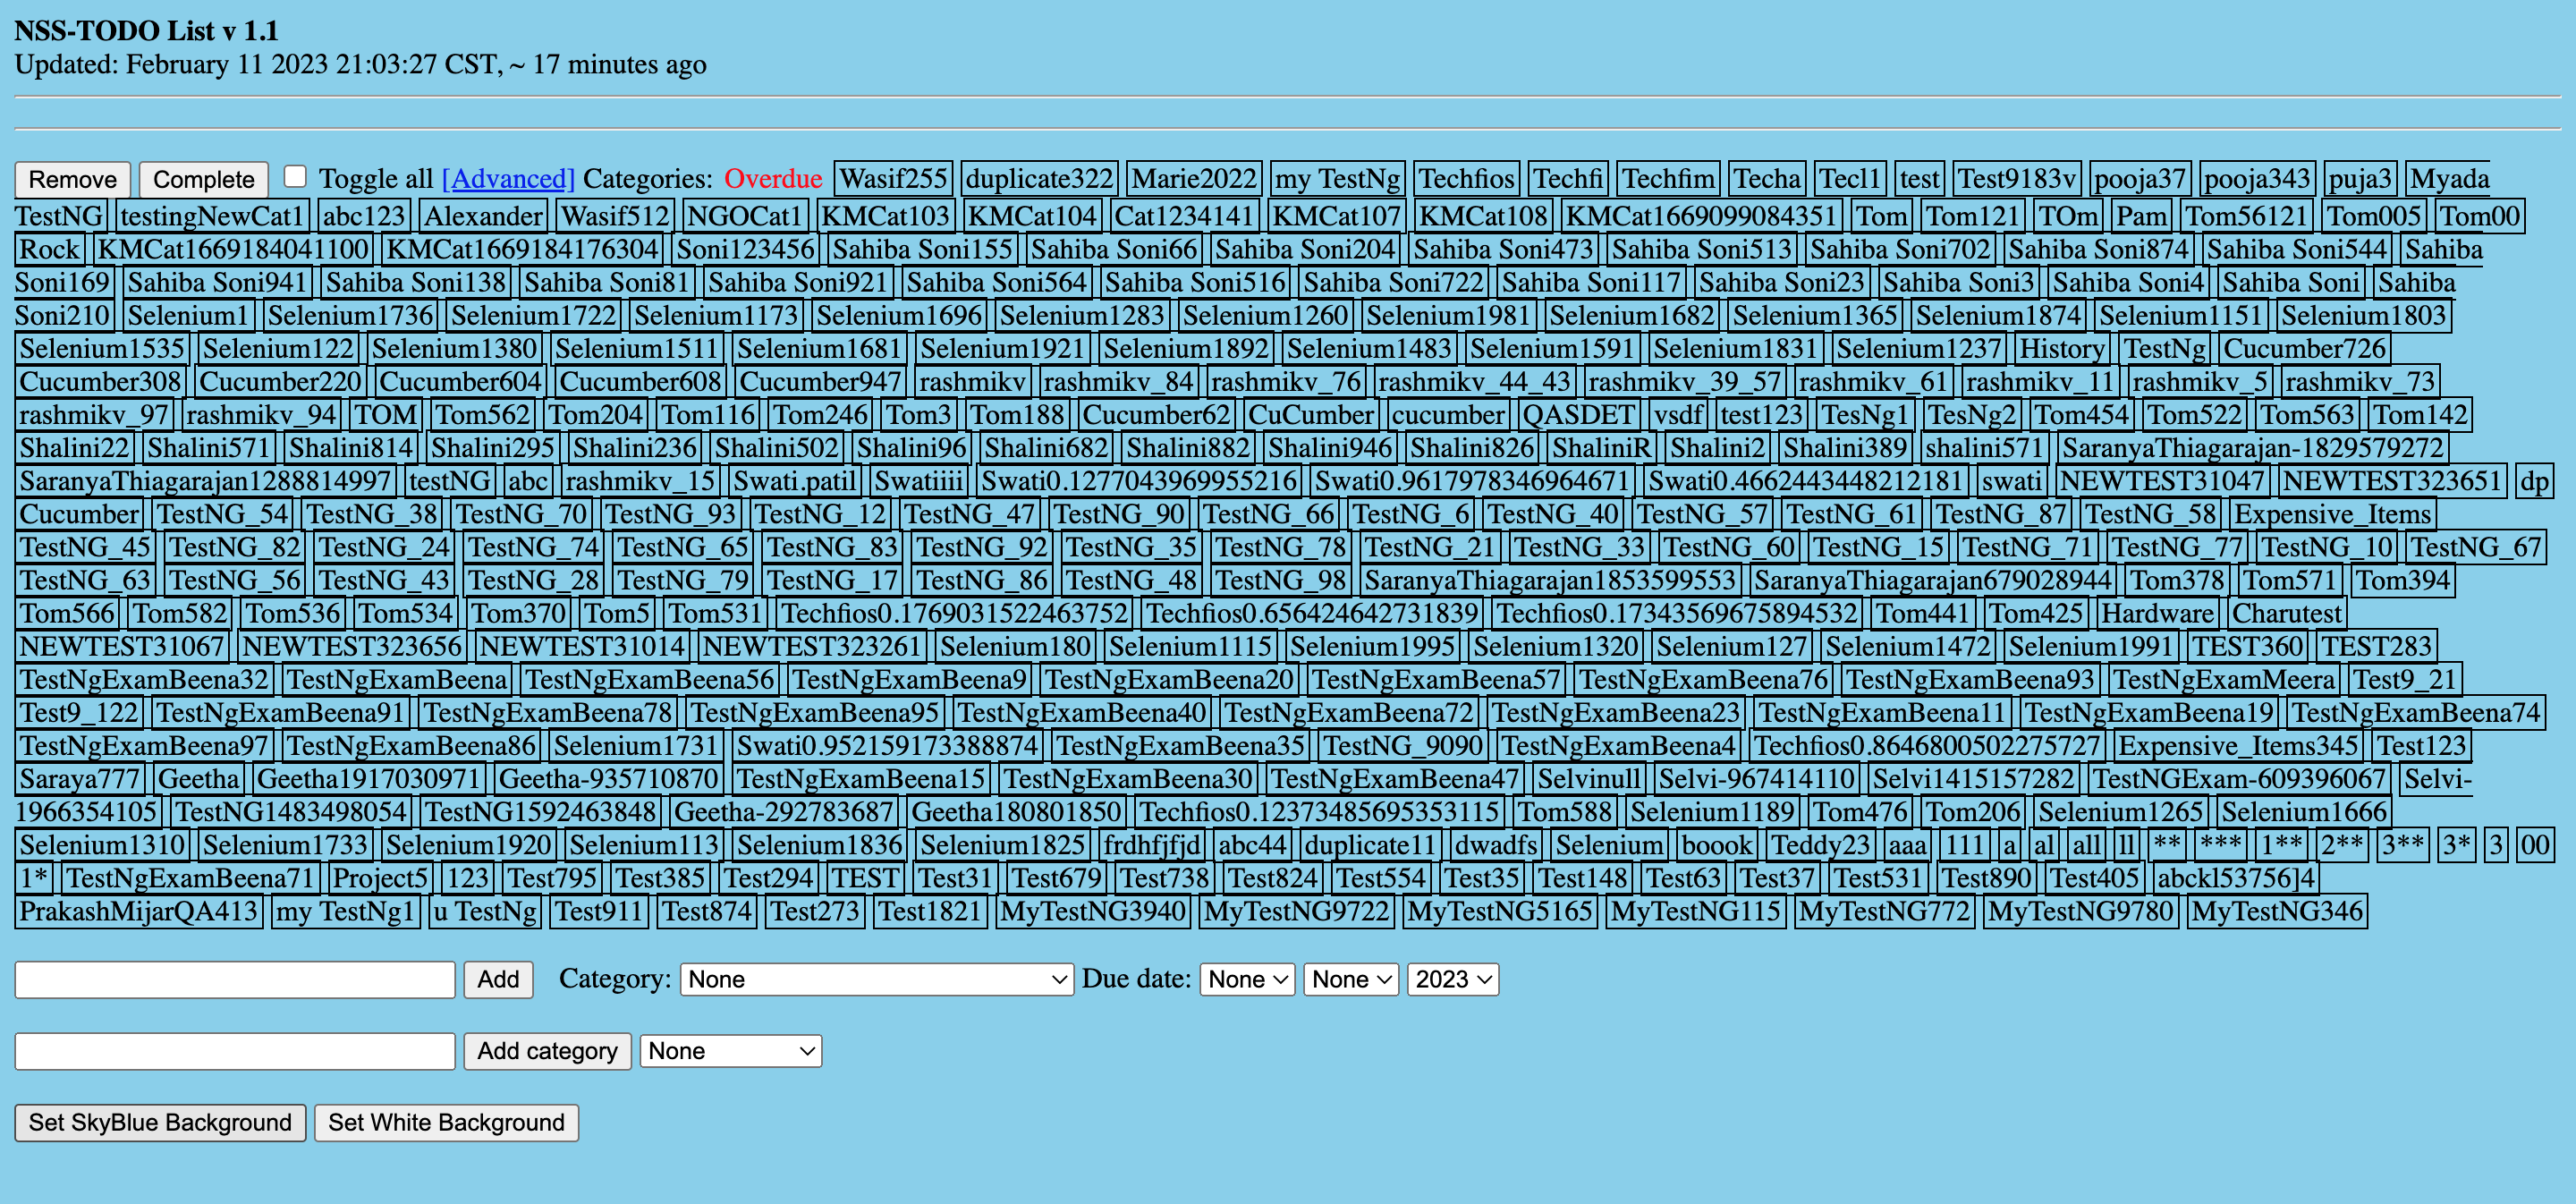 NSS-TODO List v 1.1
Updated: February 11 2023 21:03:27 CST, ~ 17 minutes ago
Remove Complete Toggle all [Advanced] Categories: Overdue Wasif255 duplicate322 Marie2022 my TestNg Techfios Techfi Techfim Techa Tecl1 test Test9183v pooja37 pooja343 puja3 Myada
TestNG testingNewCat1 abc123 Alexander Wasif512 NGOCat1 KMCat103 KMCat104 Cat1234141 KMCat107 KMCat108 KMCat1669099084351 Tom Tom121 TOm Pam Tom56121 Tom005 Tom00
Rock KMCat1669184041100 KMCat1669184176304 Soni123456 Sahiba Soni155 Sahiba Soni66 Sahiba Soni204 Sahiba Soni473 Sahiba Soni513 Sahiba Soni702 Sahiba Soni874 Sahiba Soni544 Sahiba
Soni169 Sahiba Soni941 Sahiba Soni138 Sahiba Soni81 Sahiba Soni921 Sahiba Soni564 Sahiba Soni516 Sahiba Soni722 Sahiba Soni117 Sahiba Soni23 Sahiba Soni3 Sahiba Soni4 Sahiba Soni Sahiba
Soni210 Selenium1 Selenium1736 Selenium1722 Selenium1173 Selenium1696 Selenium1283 Selenium1260 Selenium1981 Selenium1682 Selenium1365 Selenium1874 Selenium1151 Selenium1803
Selenium1535 Selenium122 Selenium1380 Selenium1511 Selenium1681 Selenium1921 Selenium1892 Selenium1483 Selenium1591 Selenium1831 Selenium1237 History TestNg Cucumber726
Cucumber308 Cucumber220 Cucumber604 Cucumber608 Cucumber947 rashmikv rashmikv_84 rashmikv_76 rashmikv_44_43 rashmikv_39_57 rashmikv_61 rashmikv_11 rashmikv_5 rashmikv_73
rashmikv_97 rashmikv_94 TOM Tom562 Tom204 Tom116 Tom246 Tom3 Tom188 Cucumber62 CuCumber cucumber QASDET vsdf test123 TesNg1 TesNg2 Tom454 Tom522 Tom563 Tom142
Shalini22 Shalini571 Shalini814 Shalini295 Shalini236 Shalini502 Shalini96 Shalini682 Shalini882 Shalini946 Shalini826 ShaliniR Shalini2 Shalini389 shalini571 SaranyaThiagarajan-1829579272
SaranyaThiagarajan1288814997 testNG abc rashmikv_15 Swati.patil Swatiiii Swati0.1277043969955216 Swati0.9617978346964671 Swati0.4662443448212181 swati NEWTEST31047 NEWTEST323651 dp
Cucumber TestNG_54 TestNG_38 TestNG_70 TestNG_93 TestNG_12 TestNG_47 TestNG_90 TestNG_66 TestNG_6 TestNG_40 TestNG_57 TestNG_61 TestNG_87 TestNG_58 Expensive_Items
TestNG_45 TestNG_82 TestNG_24 TestNG_74 TestNG_65 TestNG_83 TestNG_92 TestNG_35 TestNG_78 TestNG_21 TestNG_33 TestNG_60 TestNG_15 TestNG_71 TestNG_77 TestNG_10 TestNG_67
TestNG_63 TestNG_56 TestNG_43 TestNG_28 TestNG_79 TestNG_17 TestNG_86 TestNG_48 TestNG_98 SaranyaThiagarajan1853599553 SaranyaThiagarajan679028944 Tom378 Tom571 Tom394
Tom566 Tom582 Tom536 Tom534 Tom370 Tom5 Tom531 Techfios0.1769031522463752 Techfios0.656424642731839 Techfios0.17343569675894532 Tom441 Tom425 Hardware Charutest
NEWTEST31067 NEWTEST323656 NEWTEST31014 NEWTEST323261 Selenium180 Selenium1115 Selenium1995 Selenium1320 Selenium127 Selenium1472 Selenium1991 TEST360 TEST283
TestNgExamBeena32 TestNgExamBeena TestNgExamBeena56 TestNgExamBeena9 TestNgExamBeena20 TestNgExamBeena57 TestNgExamBeena76 TestNgExamBeena93 TestNgExamMeera Test9_21
Test9_122 TestNgExamBeena91 TestNgExamBeena78 TestNgExamBeena95 TestNgExamBeena40 TestNgExamBeena72 TestNgExamBeena23 TestNgExamBeena11 TestNgExamBeena19 TestNgExamBeena74
TestNgExamBeena97 TestNgExamBeena86 Selenium1731 Swati0.952159173388874 TestNgExamBeena35 TestNG_9090 TestNgExamBeena4 Techfios0.8646800502275727 Expensive_Items345 Test123
Saraya777 Geetha Geetha1917030971 Geetha-935710870 TestNgExamBeena15 TestNgExamBeena30 TestNgExamBeena47 Selvinull Selvi-967414110 Selvi1415157282 TestNGExam-609396067 Selvi-
1966354105 TestNG1483498054 TestNG1592463848 Geetha-292783687 Geetha180801850 Techfios0.12373485695353115 Tom588 Selenium1189 Tom476 Tom206 Selenium1265 Selenium1666
Selenium1310 Selenium1733 Selenium1920 Selenium113 Selenium1836 Selenium1825 frdhfjfjd abc44 duplicate11 dwadfs Selenium boook Teddy23 aaa 111 a al all ll ** *** 1** 2** 3** 3* 3 00
1* TestNgExamBeena71 Project5 123 Test795 Test385 Test294 TEST Test31 Test679 Test738 Test824 Test554 Test35 Test148 Test63 Test37 Test531 Test890 Test405 abckl53756]4
PrakashMijarQA413 my TestNg1 u TestNg Test911 Test874 Test273 Test1821 MyTestNG3940 MyTestNG9722 MyTestNG5165 MyTestNG115 MyTestNG772 MyTestNG9780 MyTestNG346
Add Category: None Due date: None None 2023
Add category None
Set SkyBlue Background Set White Background